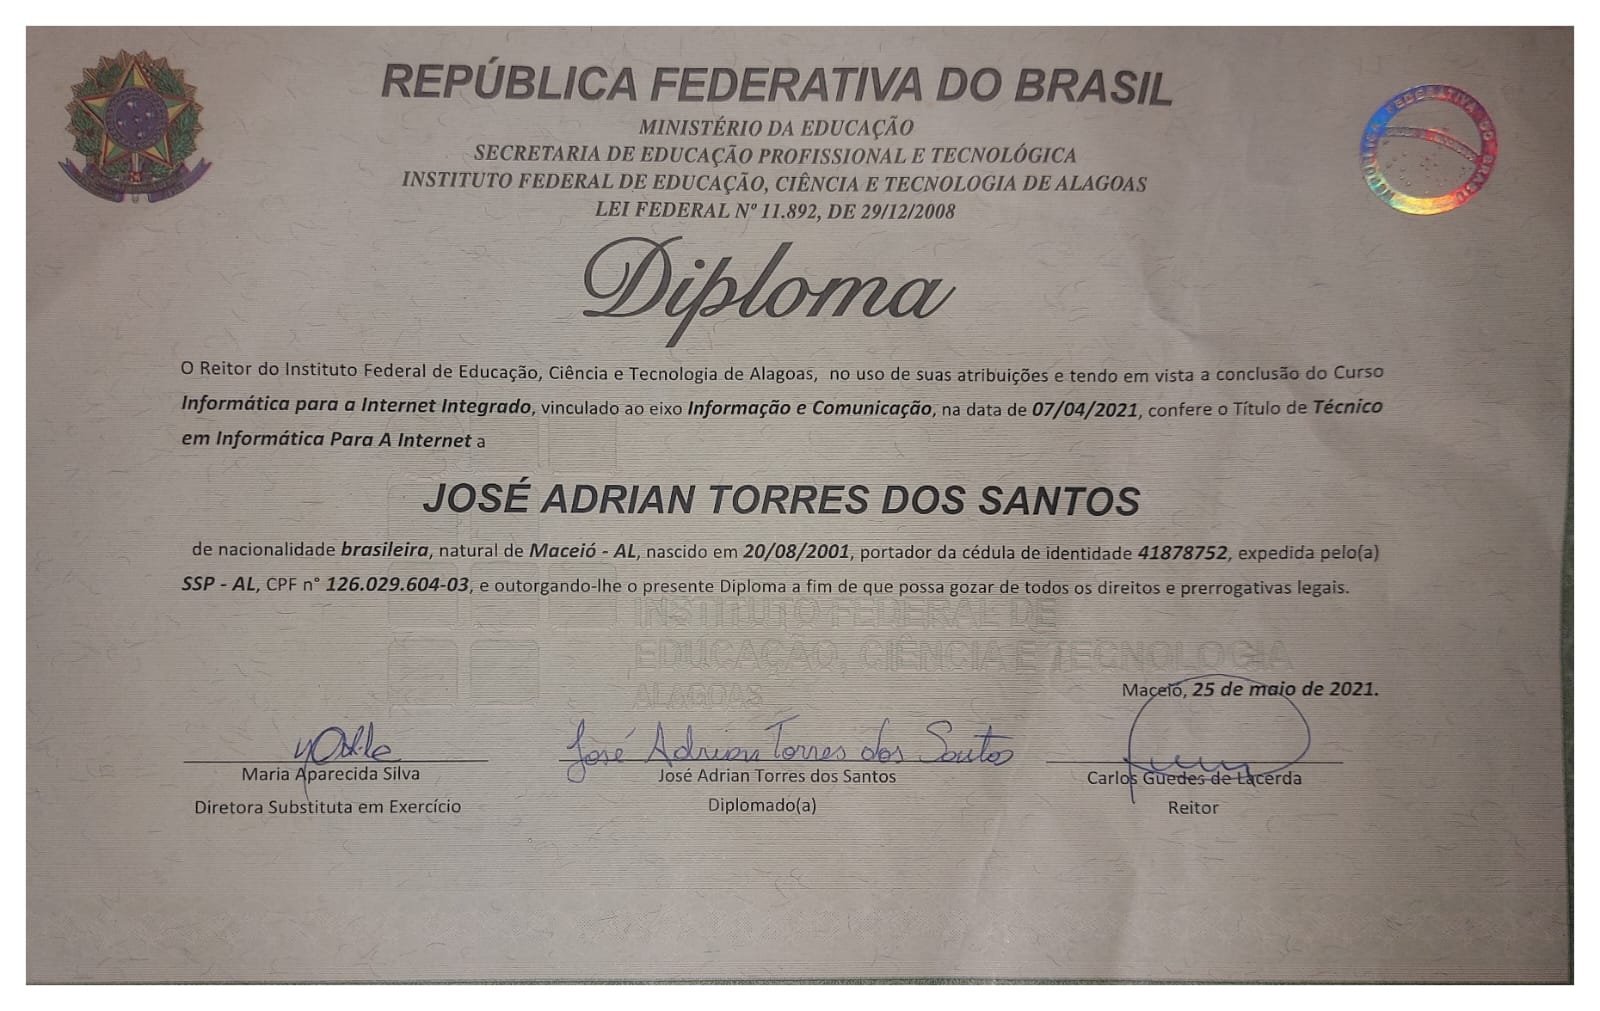 REPÚBLICA FEDERATIVA DO BRASIL
REPÚBLICA FEDERATIVA DO BRASIL
MINISTÉRIO DA EDUCAÇÃO
SECRETARIA DE EDUCAÇÃO PROFISSIONAL E TECNOLÓGICA
INSTITUTO FEDERAL DE EDUCAÇÃO, CIÊNCIA E TECNOLOGIA DE ALAGOAS
LEI FEDERAL Nº 11.892, DE 29/12/2008
Diploma
O Reitor do Instituto Federal de Educação, Ciência e Tecnologia de Alagoas, no uso de suas atribuições e tendo em vista a conclusão do Curso
Informática para a Internet Integrado, vinculado ao eixo Informação e Comunicação, na data de 07/04/2021, confere o Título de Técnico
em Informática Para A Internet a
JOSÉ ADRIAN TORRES DOS SANTOS
de nacionalidade brasileira, natural de Maceió - AL, nascido em 20/08/2001, portador da cédula de identidade 41878752, expedida pelo(a)
SSP - AL, CPF n° 126.029.604-03, e outorgando-lhe o presente Diploma a fim de que possa gozar de todos os direitos e prerrogativas legais.
INSTITUTO FEDERAL DE
EDUCAÇÃO, CIÊNCIA E TECNOLOGIA
ALAGOAS
Maceió, 25 de maio de 2021.
José Adrian Torres dos Santos
Maria Aparecida Silva
José Adrian Torres dos Santos
Carlos Guedes de Lacerda
Diretora Substituta em Exercício
Diplomado(a)
Reitor